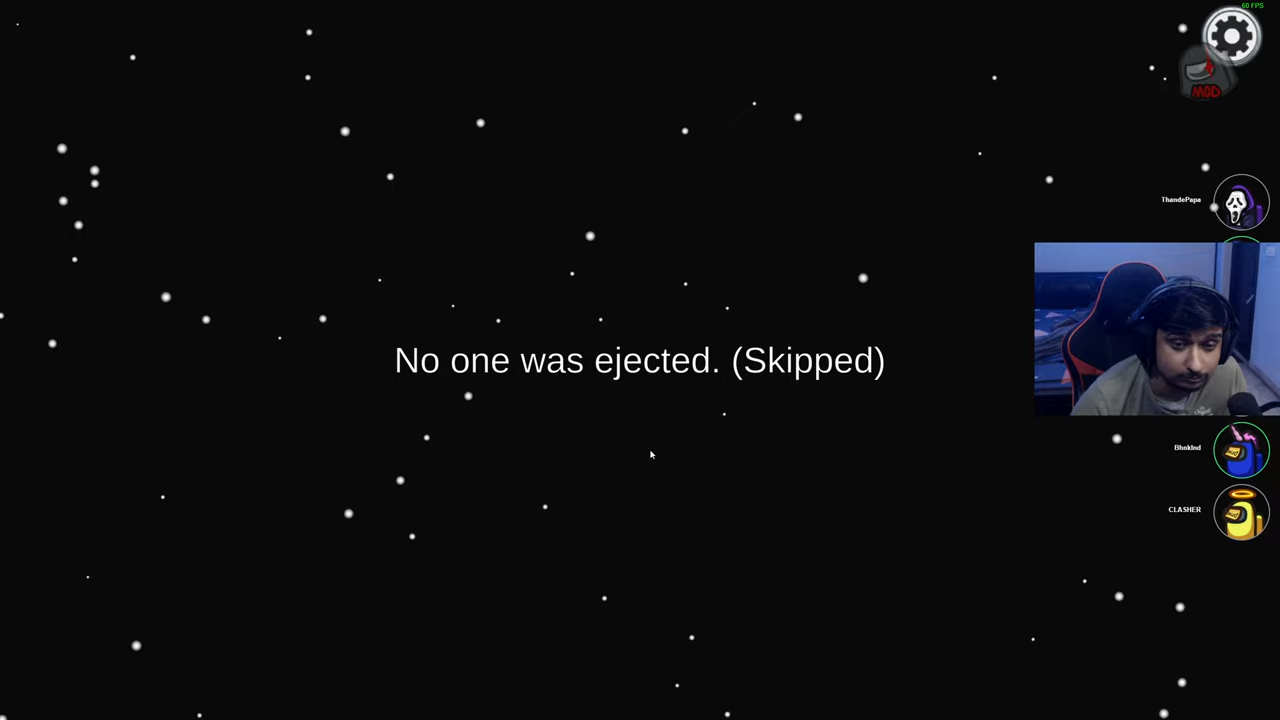 60 FPS
MOD
ThandePapa
No one was ejected. (Skipped)
BhnkInd
CLASHER